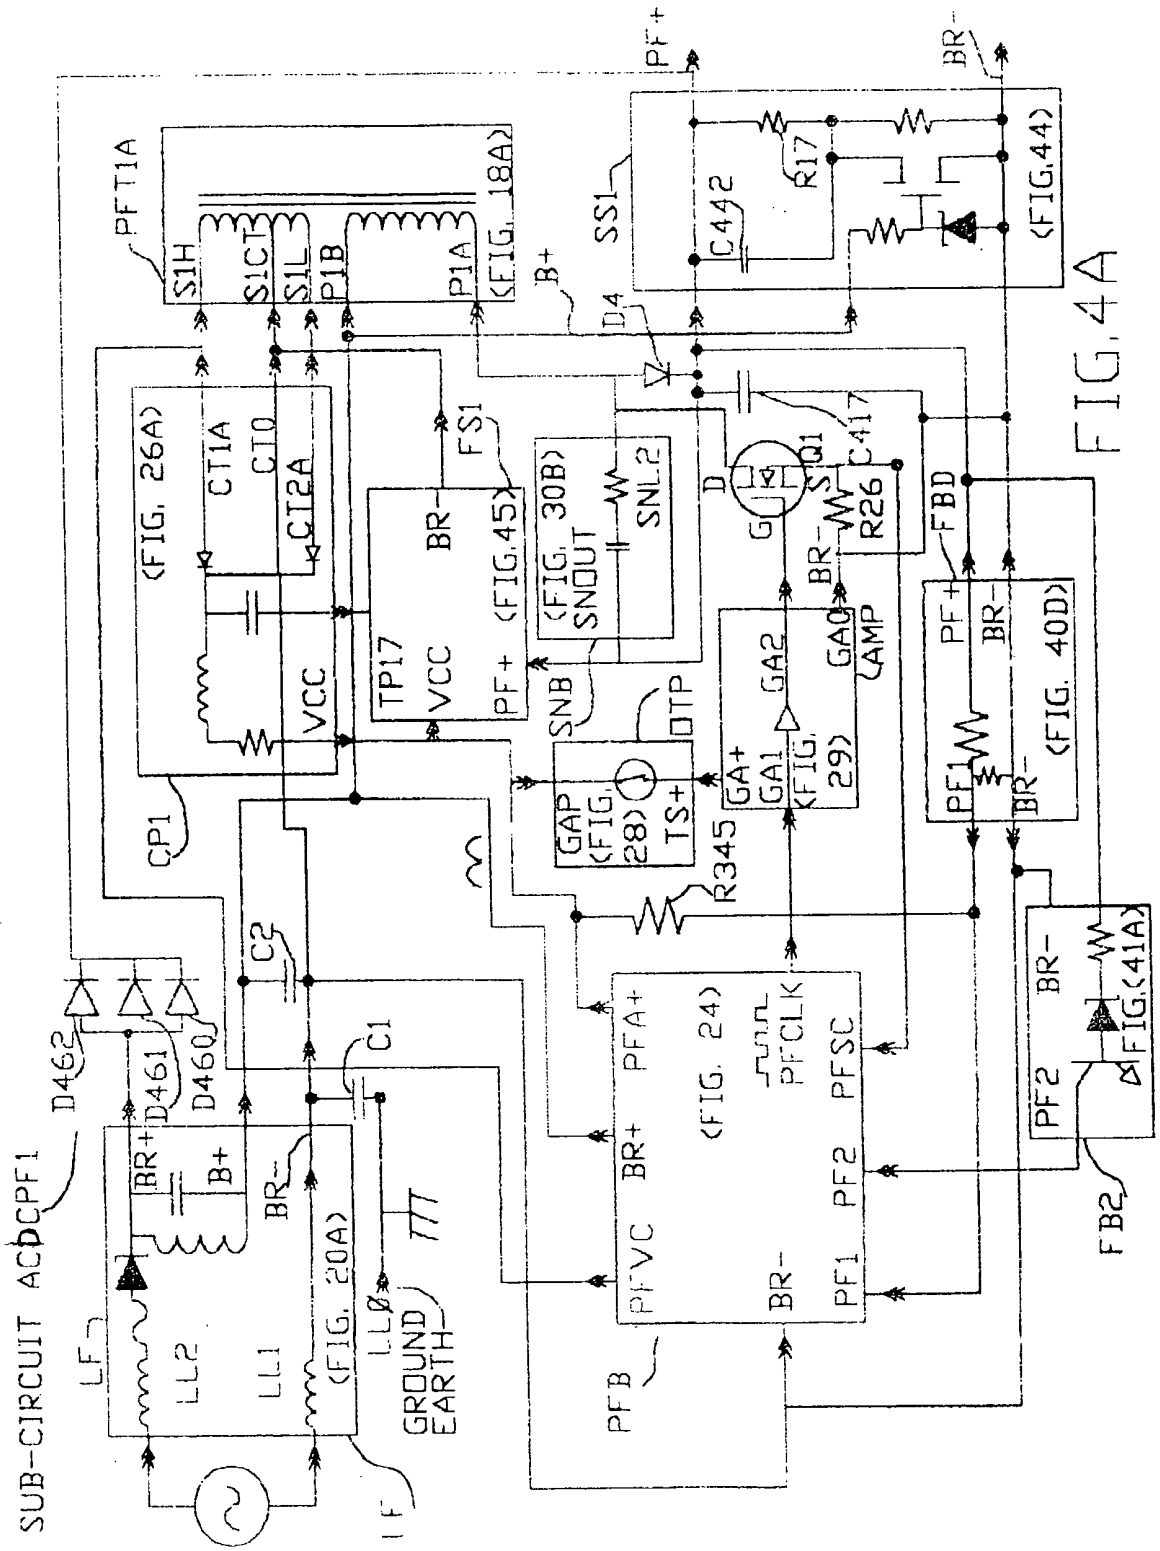 SUB-CIRCUIT ACDCPF1
LF
LL2
LL1
(FIG. 20A)
LF
BR+
B+
BR-
LLØ
GROUND
EARTH
D462
D461
D460
C1
C2
CP1
(FIG. 26A)
CT1A
CT0
CT2A
VCC
PFT1A
S1H
S1CT
S1L
P1B
P1A
(FIG. 18A)
TP17
VCC
PF+
BR-
(FIG.45)
FS1
B+
D4
SNB
(FIG. 30B)
SNOUT
SNL2
GAP
(FIG.
28)
TS+
OTP
GA+
GA1
(FIG.
29)
GA2
GA0
AMP
R345
D
G
S
Q1
BR-
R26
C417
PF+
BR-
SS1
C442
R17
(FIG.44)
FBD
PF+
BR-
PF1
BR-
(FIG. 40D)
PFB
PFVC
BR+
PFA+
(FIG. 24)
PFCLK
BR-
PF1
PF2
PFSC
FB2
PF2
BR-
FIG.(41A)
FIG. 4A